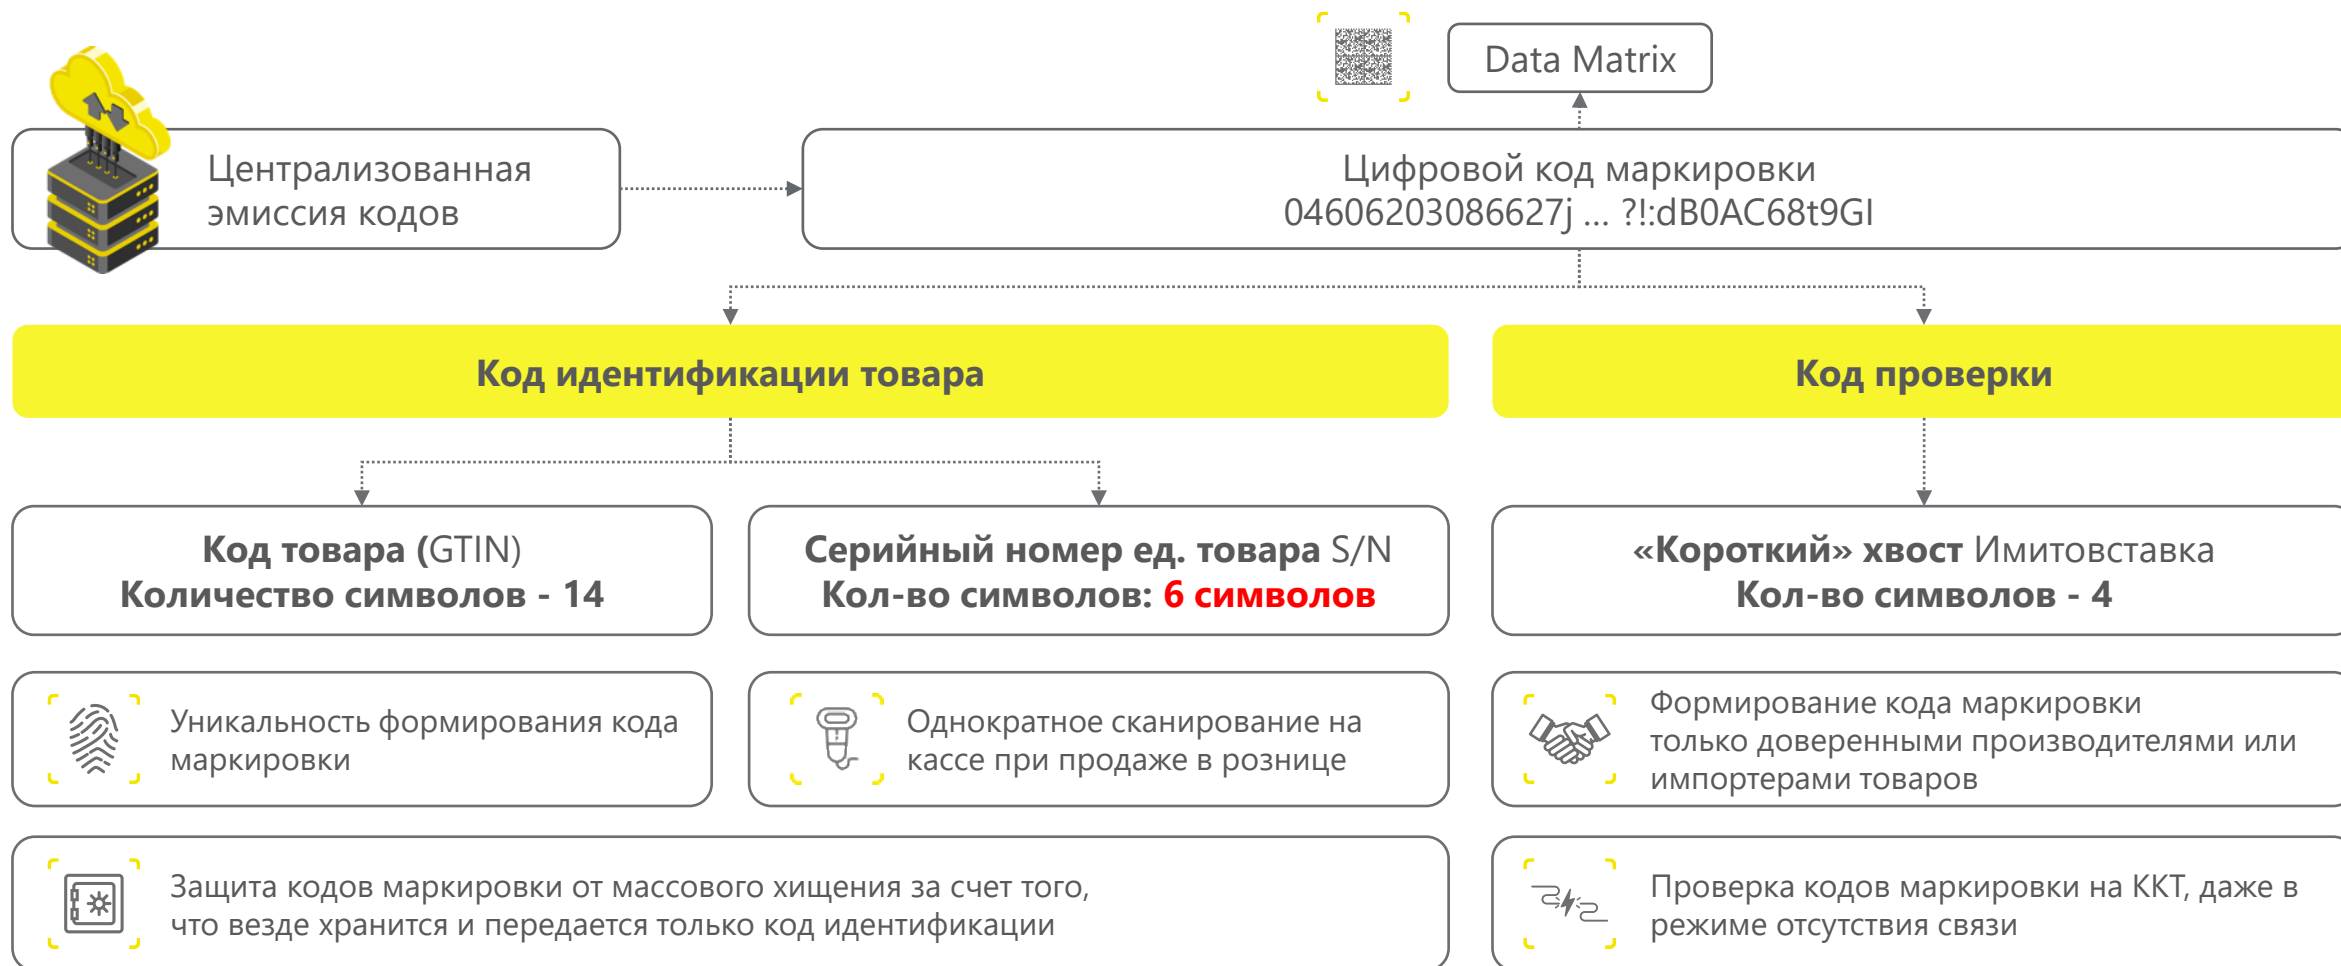 Data Matrix
Централизованная
эмиссия кодов
Цифровой код маркировки
04606203086627j ... ?!:dB0AC68t9GI
Код идентификации товара
Код проверки
Код товара (GTIN)
Количество символов - 14
Серийный номер ед. товара S/N
Кол-во символов: 6 символов
«Короткий» хвост Имитовставка
Кол-во символов - 4
Уникальность формирования кода
маркировки
Однократное сканирование на
кассе при продаже в рознице
Формирование кода маркировки
только доверенными производителями или
импортерами товаров
Защита кодов маркировки от массового хищения за счет того,
что везде хранится и передается только код идентификации
Проверка кодов маркировки на ККТ, даже в
режиме отсутствия связи